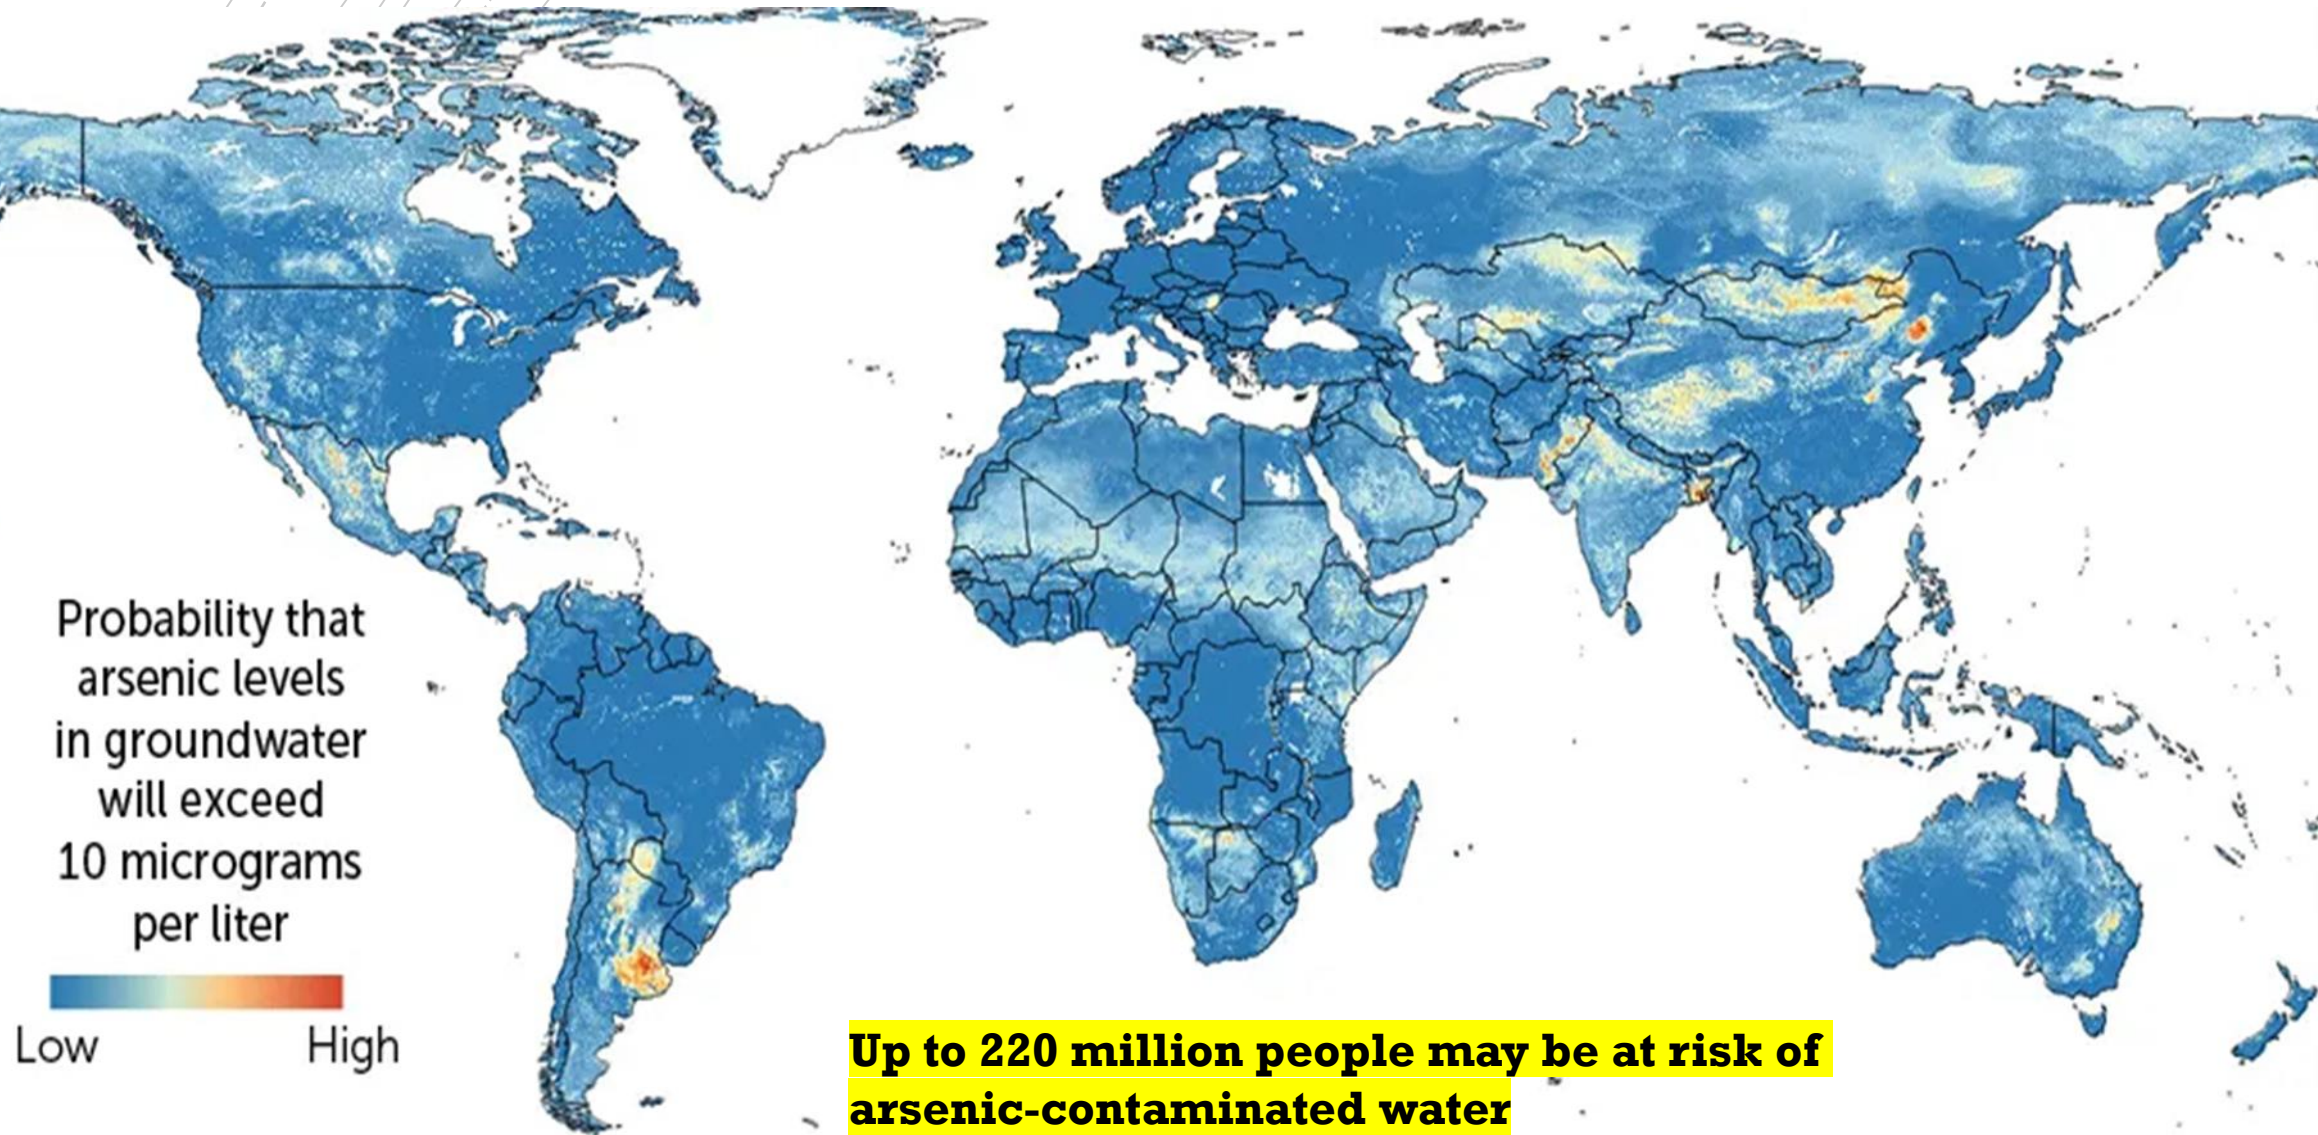 Probability that
arsenic levels
in groundwater
will exceed
10 micrograms
per liter
Low High
Up to 220 million people may be at risk of
arsenic-contaminated water